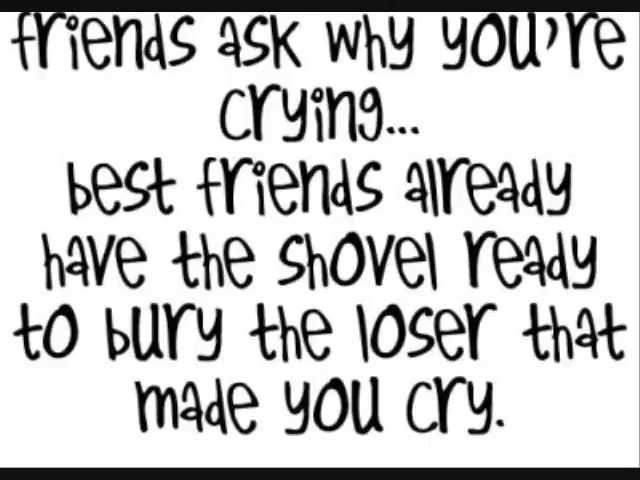 friends ask why you're
crying...
best friends already
have the shovel ready
to bury the loser that
made you cry.